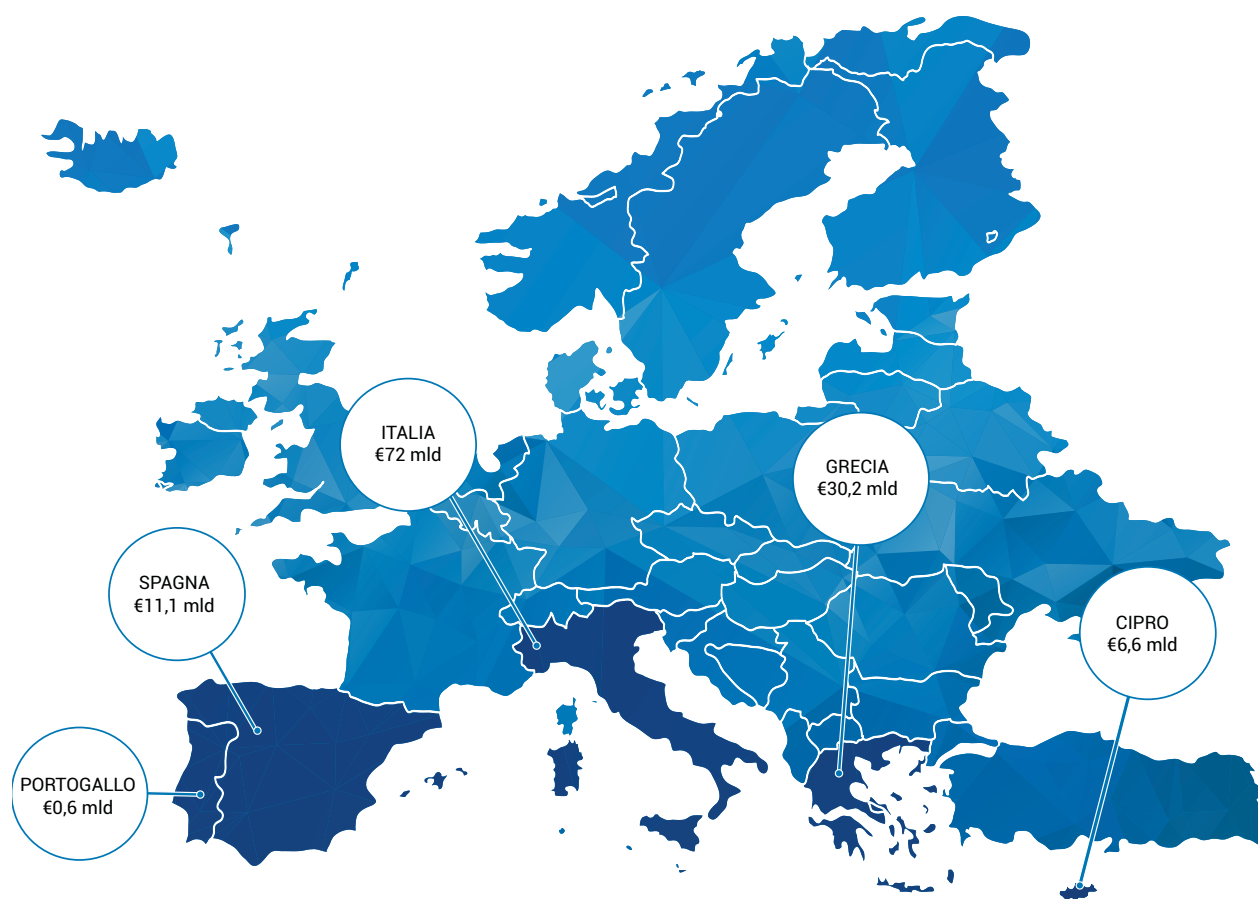 ITALIA
€72 mld
GRECIA
€30,2 mld
SPAGNA
€11,1 mld
CIPRO
€6,6 mld
PORTOGALLO
€0,6 mld